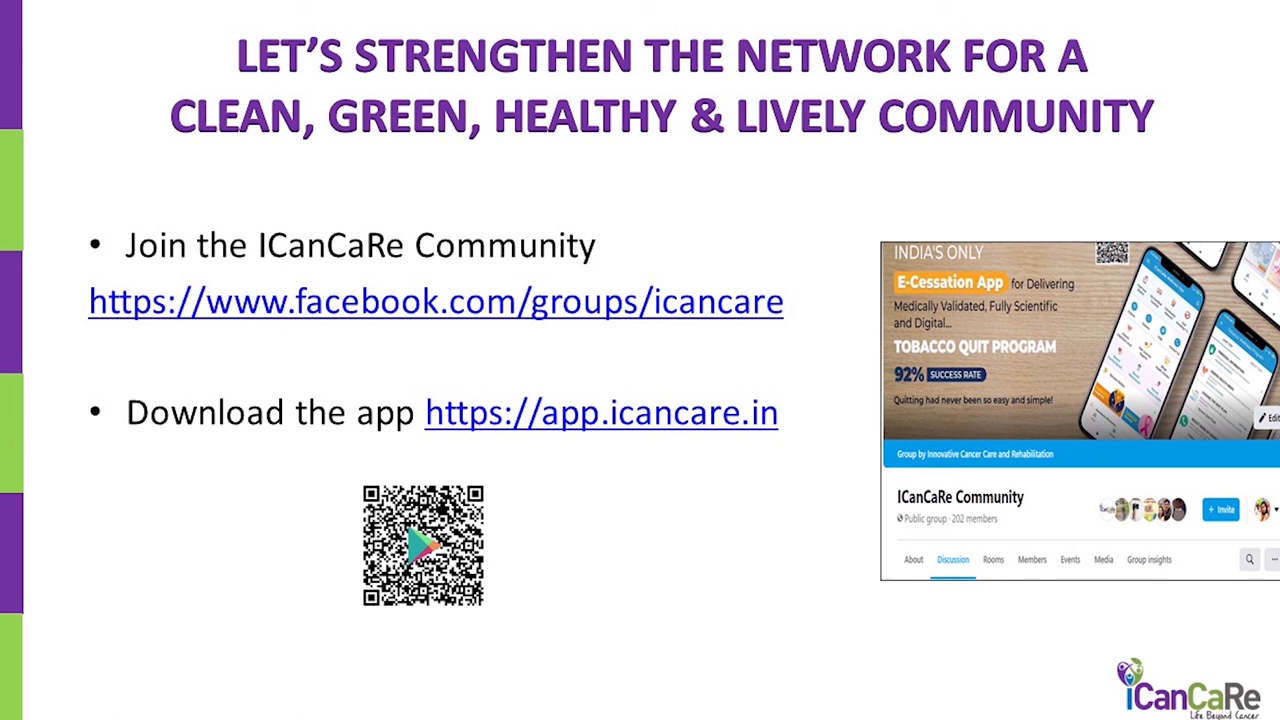 LET’S STRENGTHEN THE NETWORK FOR A
CLEAN, GREEN, HEALTHY & LIVELY COMMUNITY
• Join the ICanCaRe Community
https://www.facebook.com/groups/icancare
• Download the app https://app.icancare.in
INDIA'S ONLY
E-Cessation App for Delivering
Medically Validated, Fully Scientific
and Digital...
TOBACCO QUIT PROGRAM
92% SUCCESS RATE
Quitting had never been so easy and simple!
Edit
Group by Innovative Cancer Care and Rehabilitation
ICanCaRe Community
Public group · 202 members
+ Invite
About Discussion Rooms Members Events Media Group insights
iCanCaRe
Life Beyond Cancer